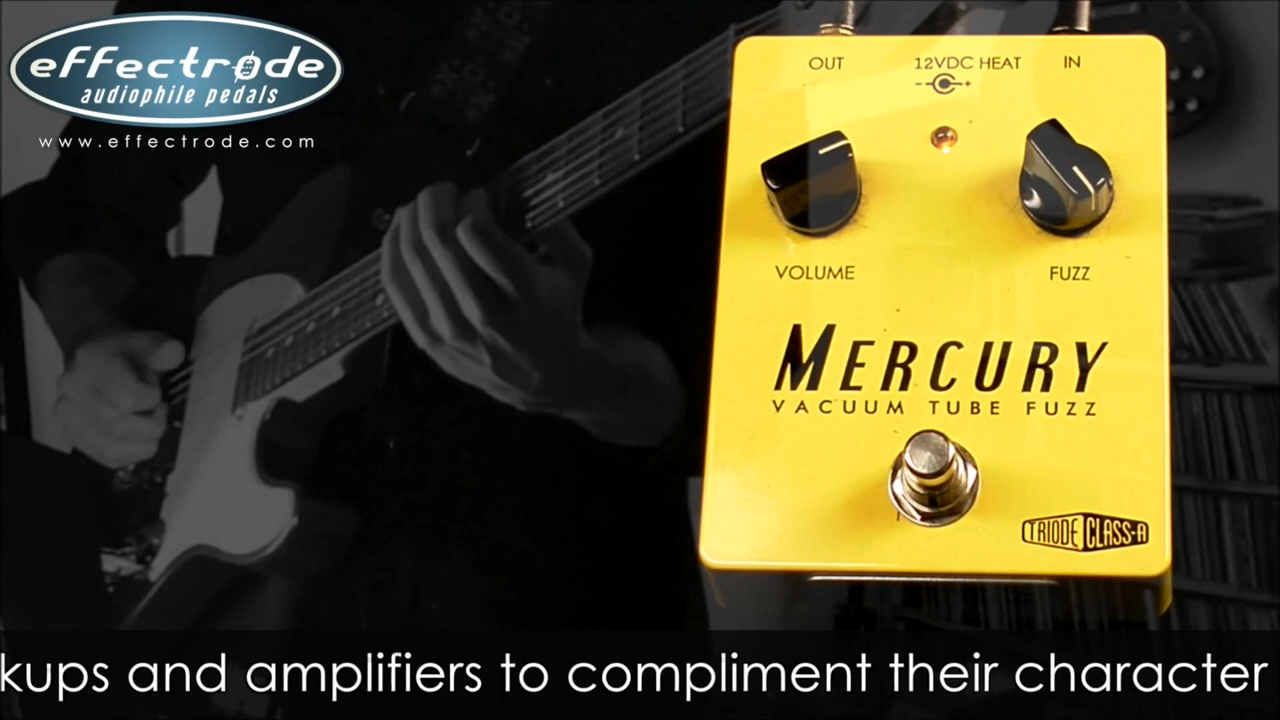 effectrode
audiophile pedals
www.effectrode.com
OUT
12VDC HEAT
IN
- +
VOLUME
FUZZ
MERCURY
VACUUM TUBE FUZZ
TRIODE CLASS-A
kups and amplifiers to compliment their character